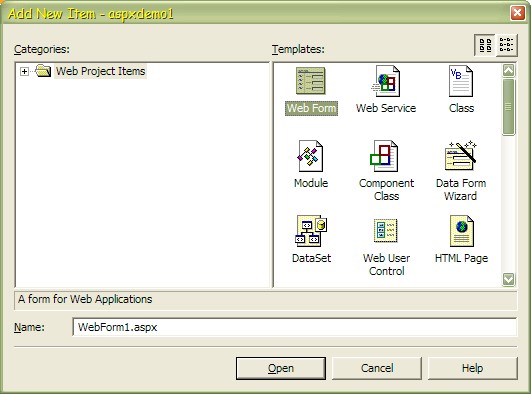 Add New Item - aspxdemo1
Categories:
Templates:
Web Project Items
Web Form
Web Service
VB
Class
Module
Component
Class
Data Form
Wizard
DataSet
Web User
Control
HTML Page
A form for Web Applications
Name:
WebForm1.aspx
Open
Cancel
Help